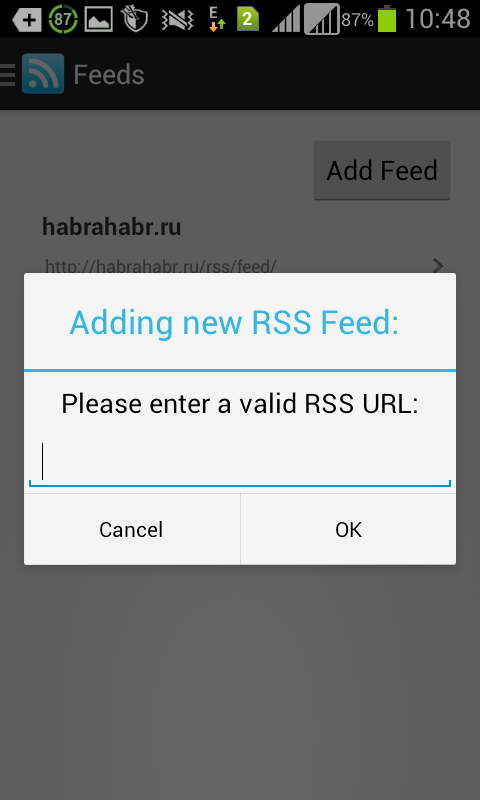 87 E 2 87% 10:48
Feeds
Add Feed
habrahabr.ru
http://habrahabr.ru/rss/feed/
Adding new RSS Feed:
Please enter a valid RSS URL:
Cancel OK